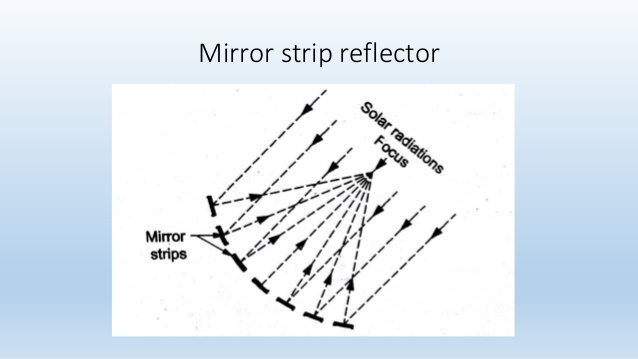 Mirror strip reflector
Solar radiations
Focus
Mirror
strips